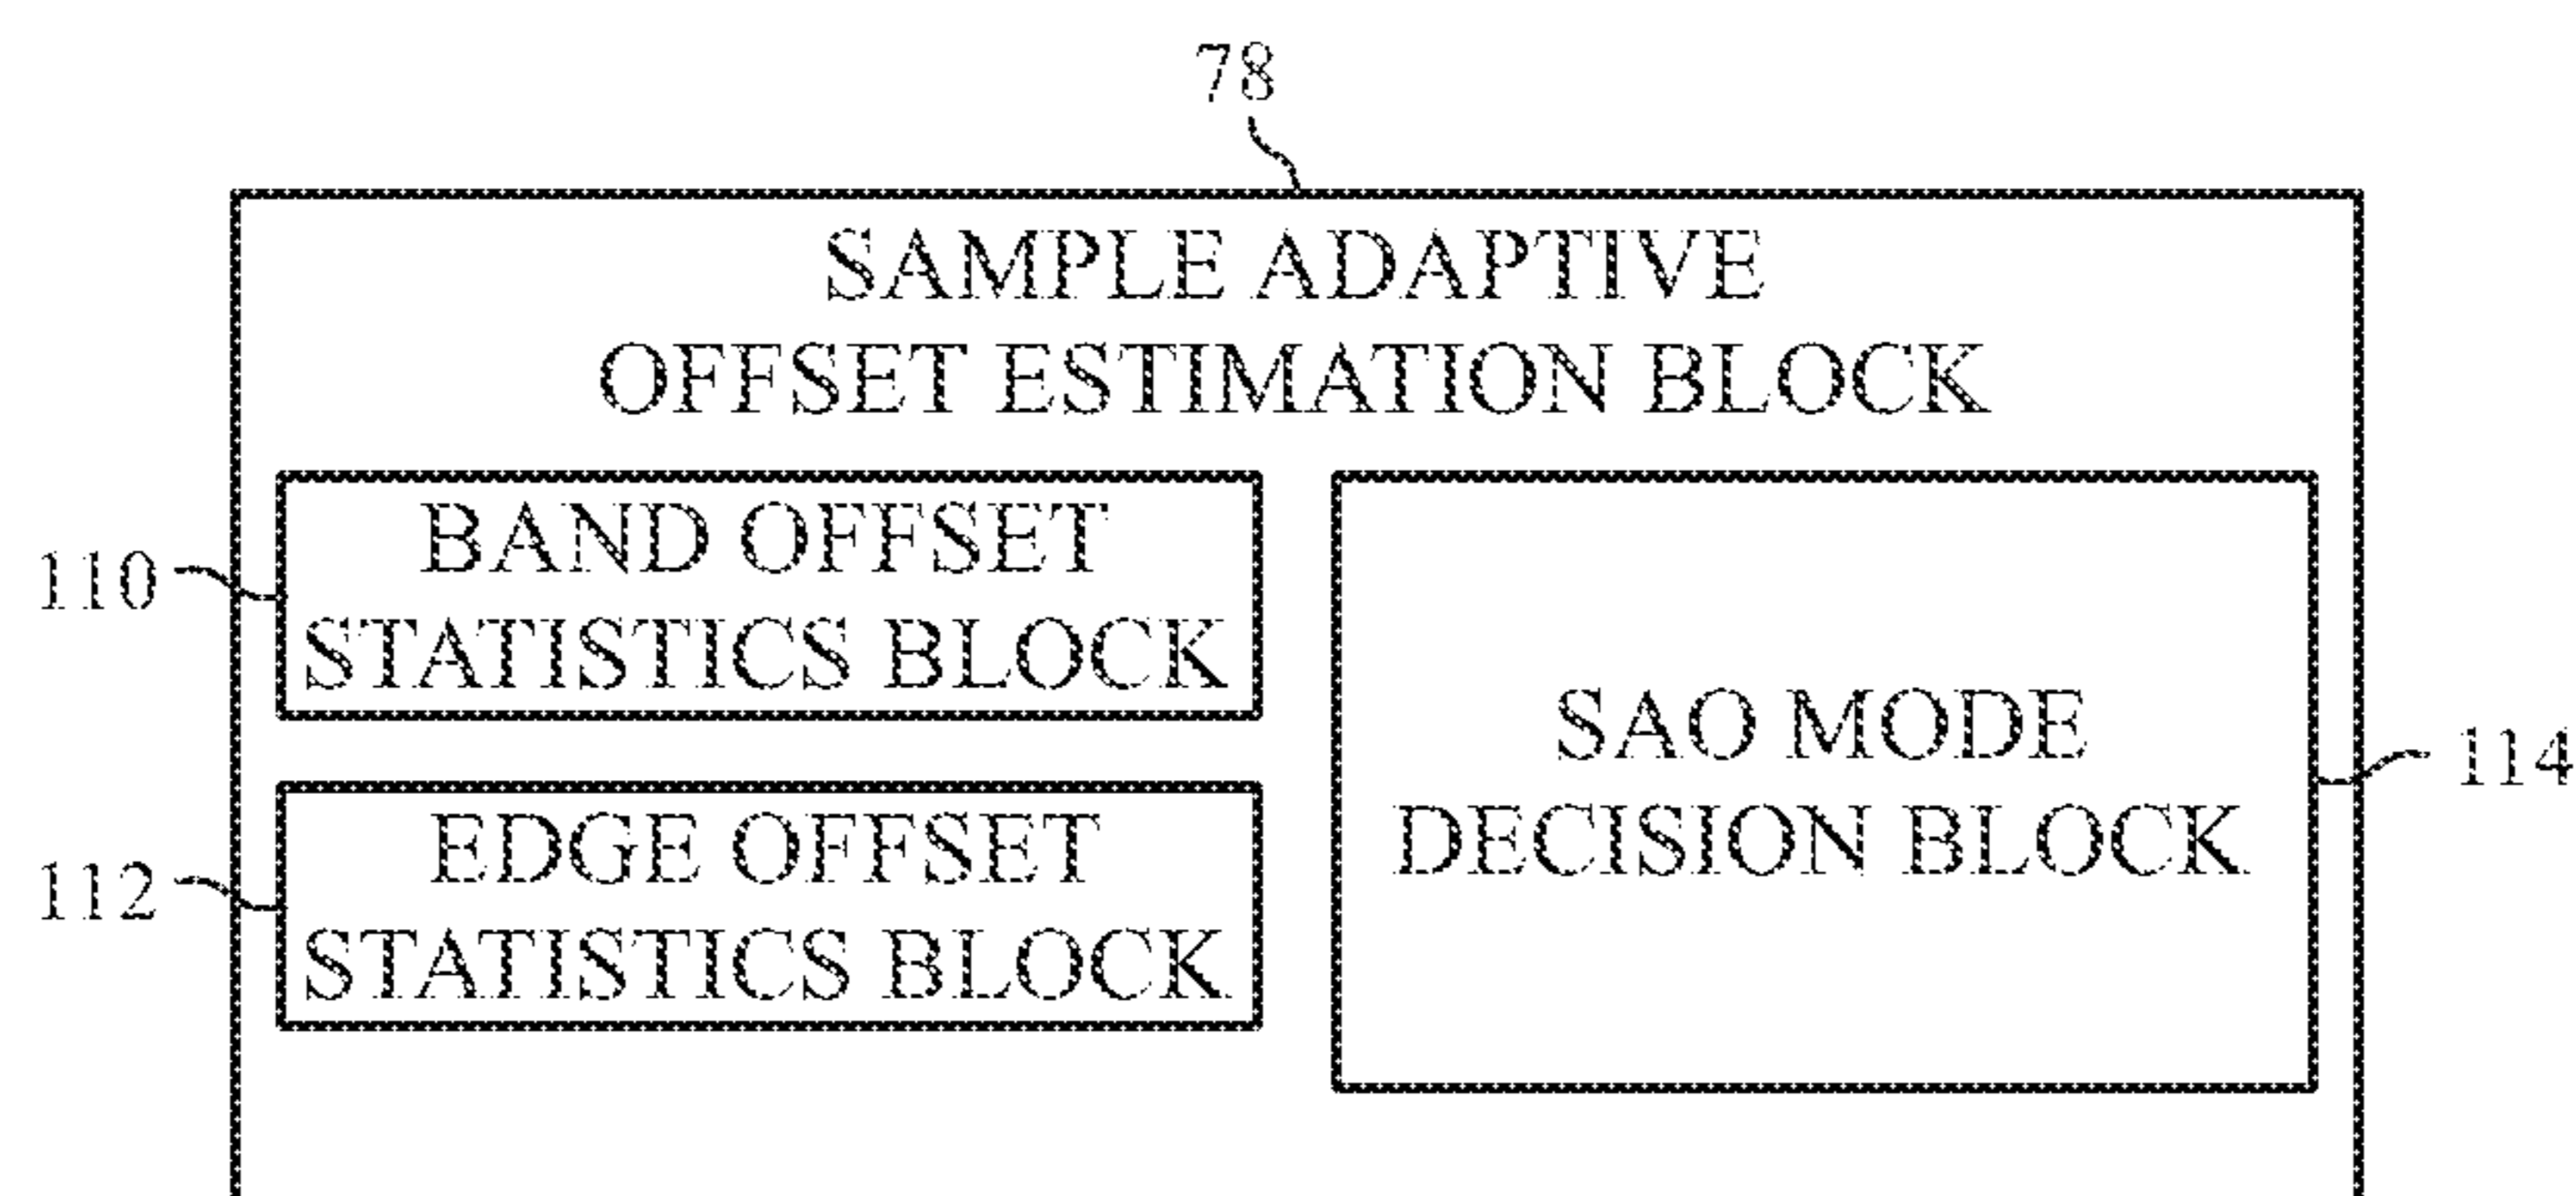 78
SAMPLE ADAPTIVE
OFFSET ESTIMATION BLOCK
110
BAND OFFSET
STATISTICS BLOCK
112
EDGE OFFSET
STATISTICS BLOCK
SAO MODE
DECISION BLOCK
114